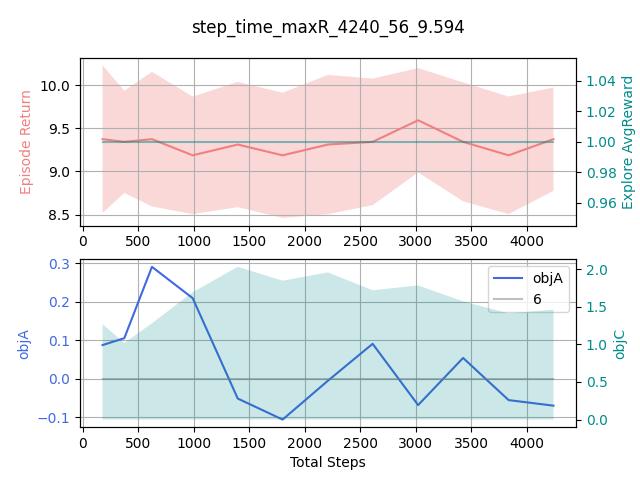 step_time_maxR_4240_56_9.594
Episode Return
10.0
9.5
9.0
8.5
1.04
1.02
1.00
0.98
0.96
Explore AvgReward
0 500 1000 1500 2000 2500 3000 3500 4000
objA
0.3
0.2
0.1
0.0
−0.1
objA
6
2.0
1.5
1.0
0.5
0.0
objC
0 500 1000 1500 2000 2500 3000 3500 4000
Total Steps